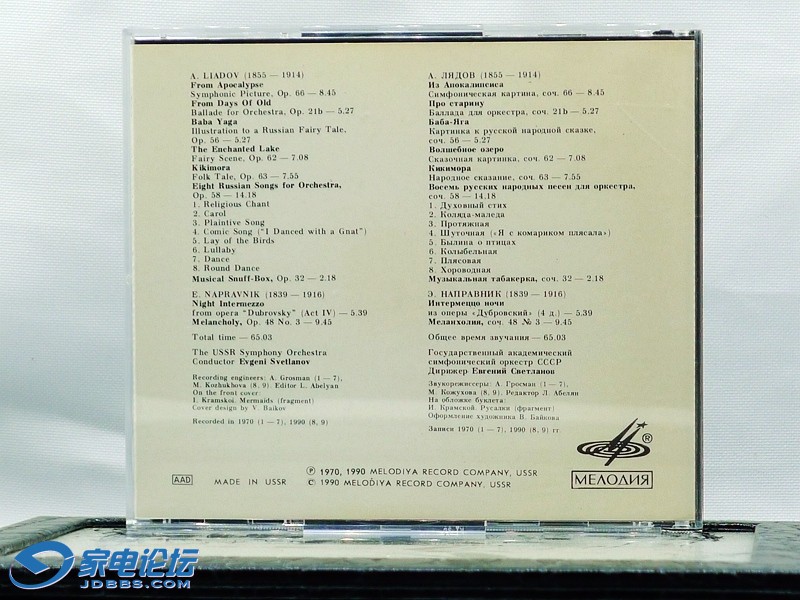 A. LIADOV (1855 — 1914)
From Apocalypse
Symphonic Picture, Op. 66 — 8.45
From Days Of Old
Ballade for Orchestra, Op. 21b — 5.27
Baba Yaga
Illustration to a Russian Fairy Tale,
Op. 56 — 5.27
The Enchanted Lake
Fairy Scene, Op. 62 — 7.08
Kikimora
Folk Tale, Op. 63 — 7.55
Eight Russian Songs for Orchestra,
Op. 58 — 14.18
1. Religious Chant
2. Carol
3. Plaintive Song
4. Comic Song ("I Danced with a Gnat")
5. Lay of the Birds
6. Lullaby
7. Dance
8. Round Dance
Musical Snuff-Box, Op. 32 — 2.18
E. NAPRAVNIK (1839 — 1916)
Night Intermezzo
from opera "Dubrovsky" (Act IV) — 5.39
Melancholy, Op. 48 No. 3 — 9.45
Total time — 65.03
The USSR Symphony Orchestra
Conductor Evgeni Svetlanov
Recording engineers: A. Grosman (1 — 7),
M. Kozhukhova (8, 9). Editor L. Abelyan
On the front cover:
I. Kramskoi. Mermaids (fragment)
Cover design by V. Baikov
Recorded in 1970 (1 — 7), 1990 (8, 9)
А. ЛЯДОВ (1855 — 1914)
Из Апокалипсиса
Симфоническая картина, соч. 66 — 8.45
Про старину
Баллада для оркестра, соч. 21b — 5.27
Баба-Яга
Картинка к русской народной сказке,
соч. 56 — 5.27
Волшебное озеро
Сказочная картинка, соч. 62 — 7.08
Кикимора
Народное сказание, соч. 63 — 7.55
Восемь русских народных песен для оркестра,
соч. 58 — 14.18
1. Духовный стих
2. Коляда-маледа
3. Протяжная
4. Шуточная («Я с комариком плясала»)
5. Былина о птицах
6. Колыбельная
7. Плясовая
8. Хороводная
Музыкальная табакерка, соч. 32 — 2.18
Э. НАПРАВНИК (1839 — 1916)
Интермеццо ночи
из оперы «Дубровский» (4 д.) — 5.39
Меланхолия, соч. 48 № 3 — 9.45
Общее время звучания — 65.03
Государственный академический
симфонический оркестр СССР
Дирижер Евгений Светланов
Звукорежиссеры: А. Гросман (1 — 7),
М. Кожухова (8, 9). Редактор Л. Абелян
На обложке буклета:
И. Крамской. Русалки (фрагмент)
Оформление художника В. Байкова
Записи 1970 (1 — 7), 1990 (8, 9) гг.
®
МЕЛОДИЯ
AAD
MADE IN USSR
℗ 1970, 1990 MELODIYA RECORD COMPANY, USSR
© 1990 MELODIYA RECORD COMPANY, USSR
家电论坛
JDBBS.COM